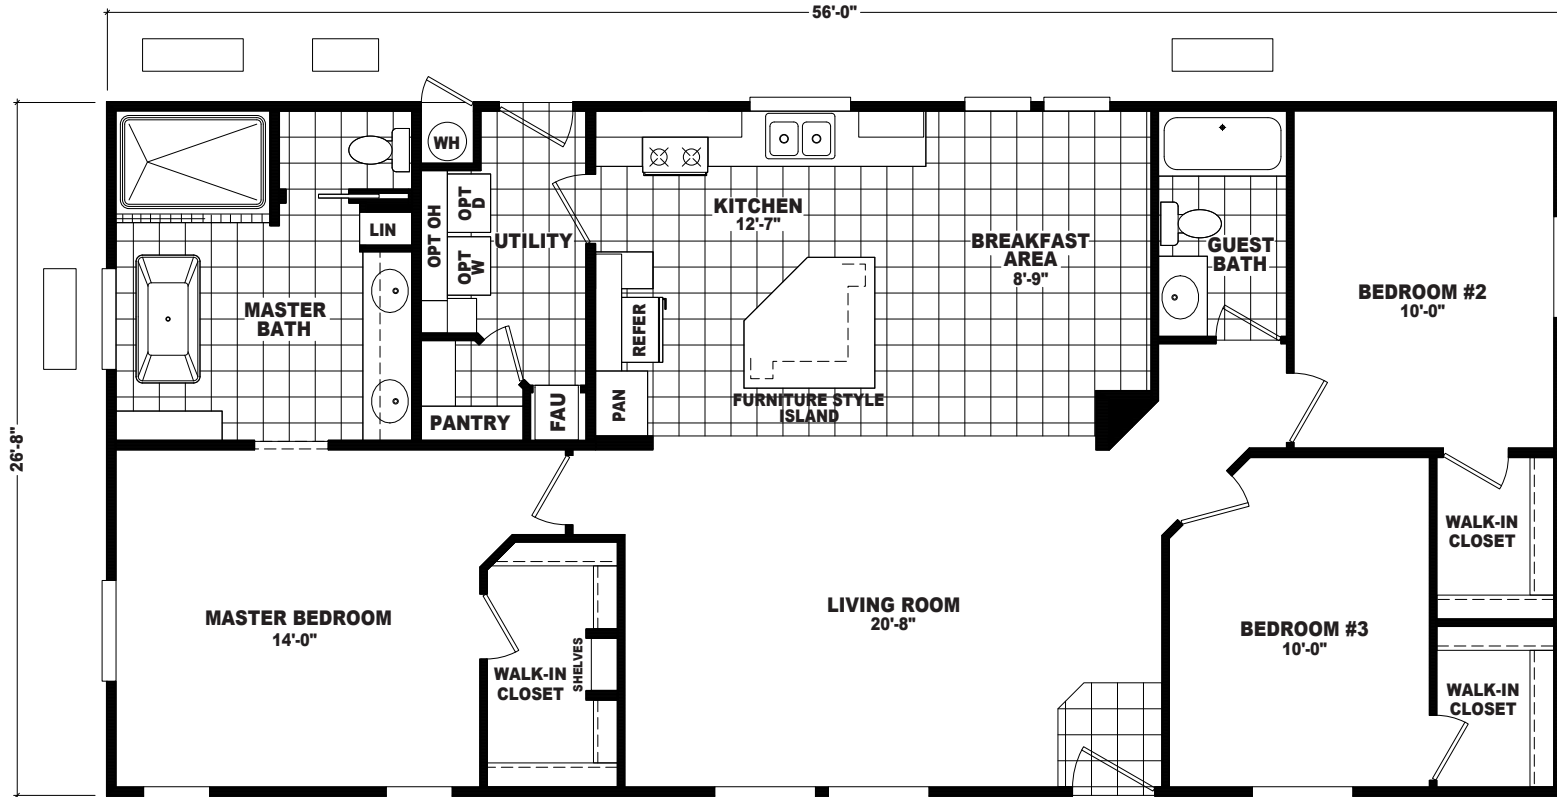 56'-0"
26'-8"
WH
LIN
OPT OH
OPT
D
OPT
W
UTILITY
KITCHEN
12'-7"
BREAKFAST
AREA
8'-9"
GUEST
BATH
BEDROOM #2
10'-0"
MASTER
BATH
REFER
FURNITURE STYLE
ISLAND
PANTRY
FAU
PAN
MASTER BEDROOM
14'-0"
WALK-IN
CLOSET
SHELVES
LIVING ROOM
20'-8"
BEDROOM #3
10'-0"
WALK-IN
CLOSET
WALK-IN
CLOSET